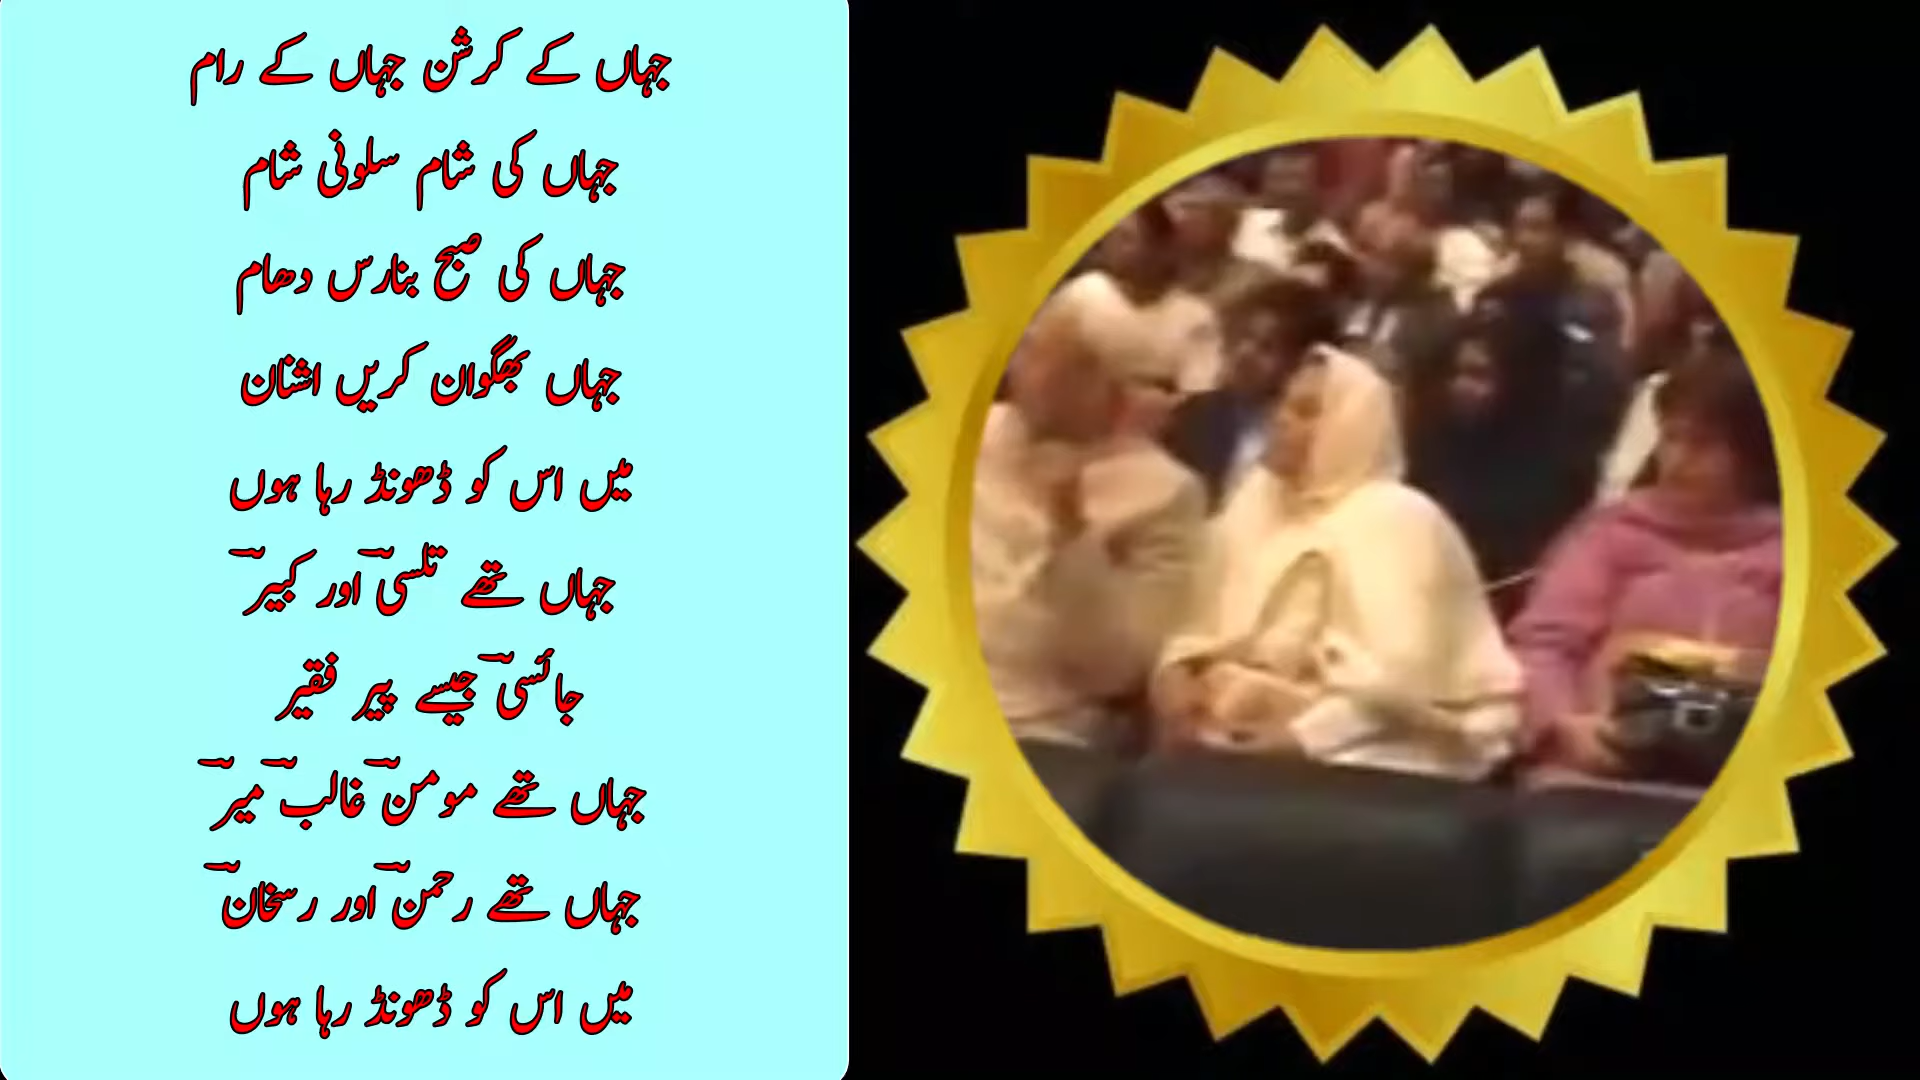 جہاں کے کرشن جہاں کے رام
جہاں کی شام سلونی شام
جہاں کی صبح بنارس دھام
جہاں بھگوان کریں اشنان
میں اس کو ڈھونڈ رہا ہوں
جہاں تھے تلسیؔ اور کبیرؔ
جائسیؔ جیسے پیر فقیر
جہاں تھے مومنؔ غالبؔ میرؔ
جہاں تھے رحمنؔ اور رسخانؔ
میں اس کو ڈھونڈ رہا ہوں